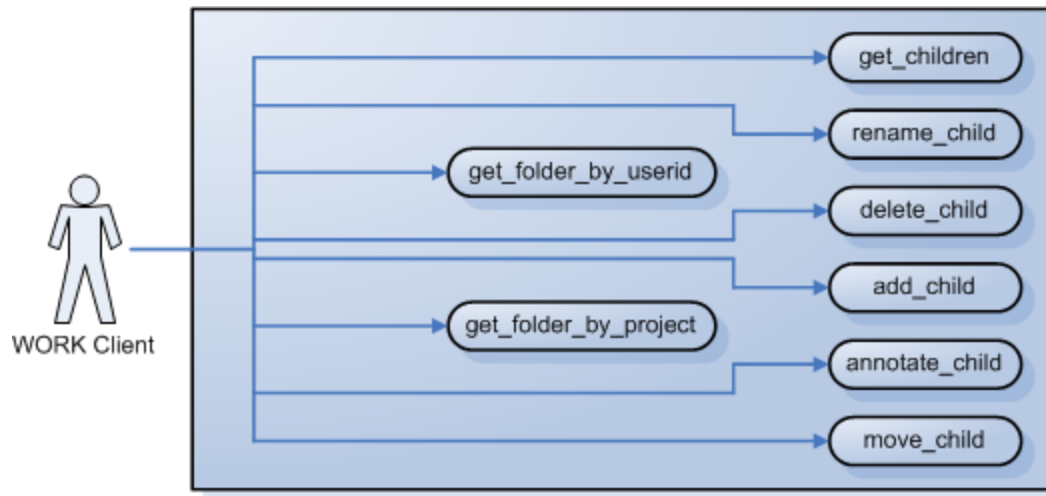 get_children
rename_child
get_folder_by_userid
delete_child
add_child
get_folder_by_project
WORK Client
annotate_child
move_child